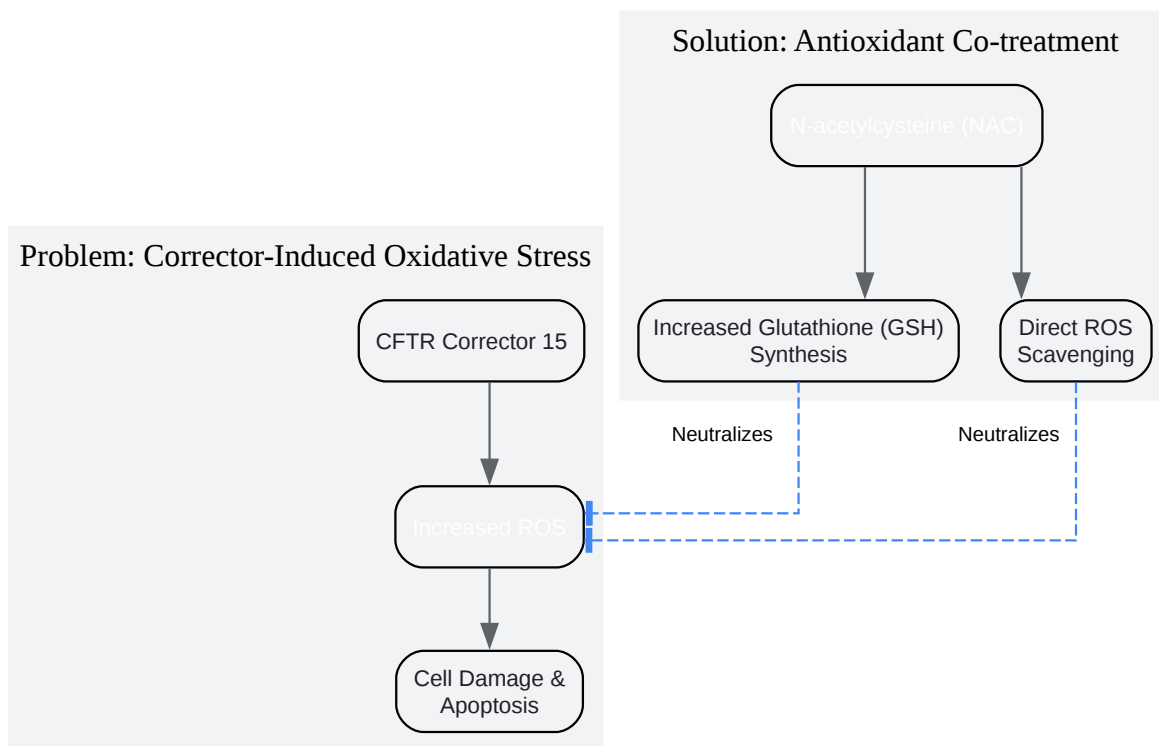 Solution: Antioxidant Co-treatment
N-acetylcysteine (NAC)
Problem: Corrector-Induced Oxidative Stress
CFTR Corrector 15
Increased Glutathione (GSH)
Synthesis
Direct ROS
Scavenging
Neutralizes
Neutralizes
Increased ROS
Cell Damage &
Apoptosis